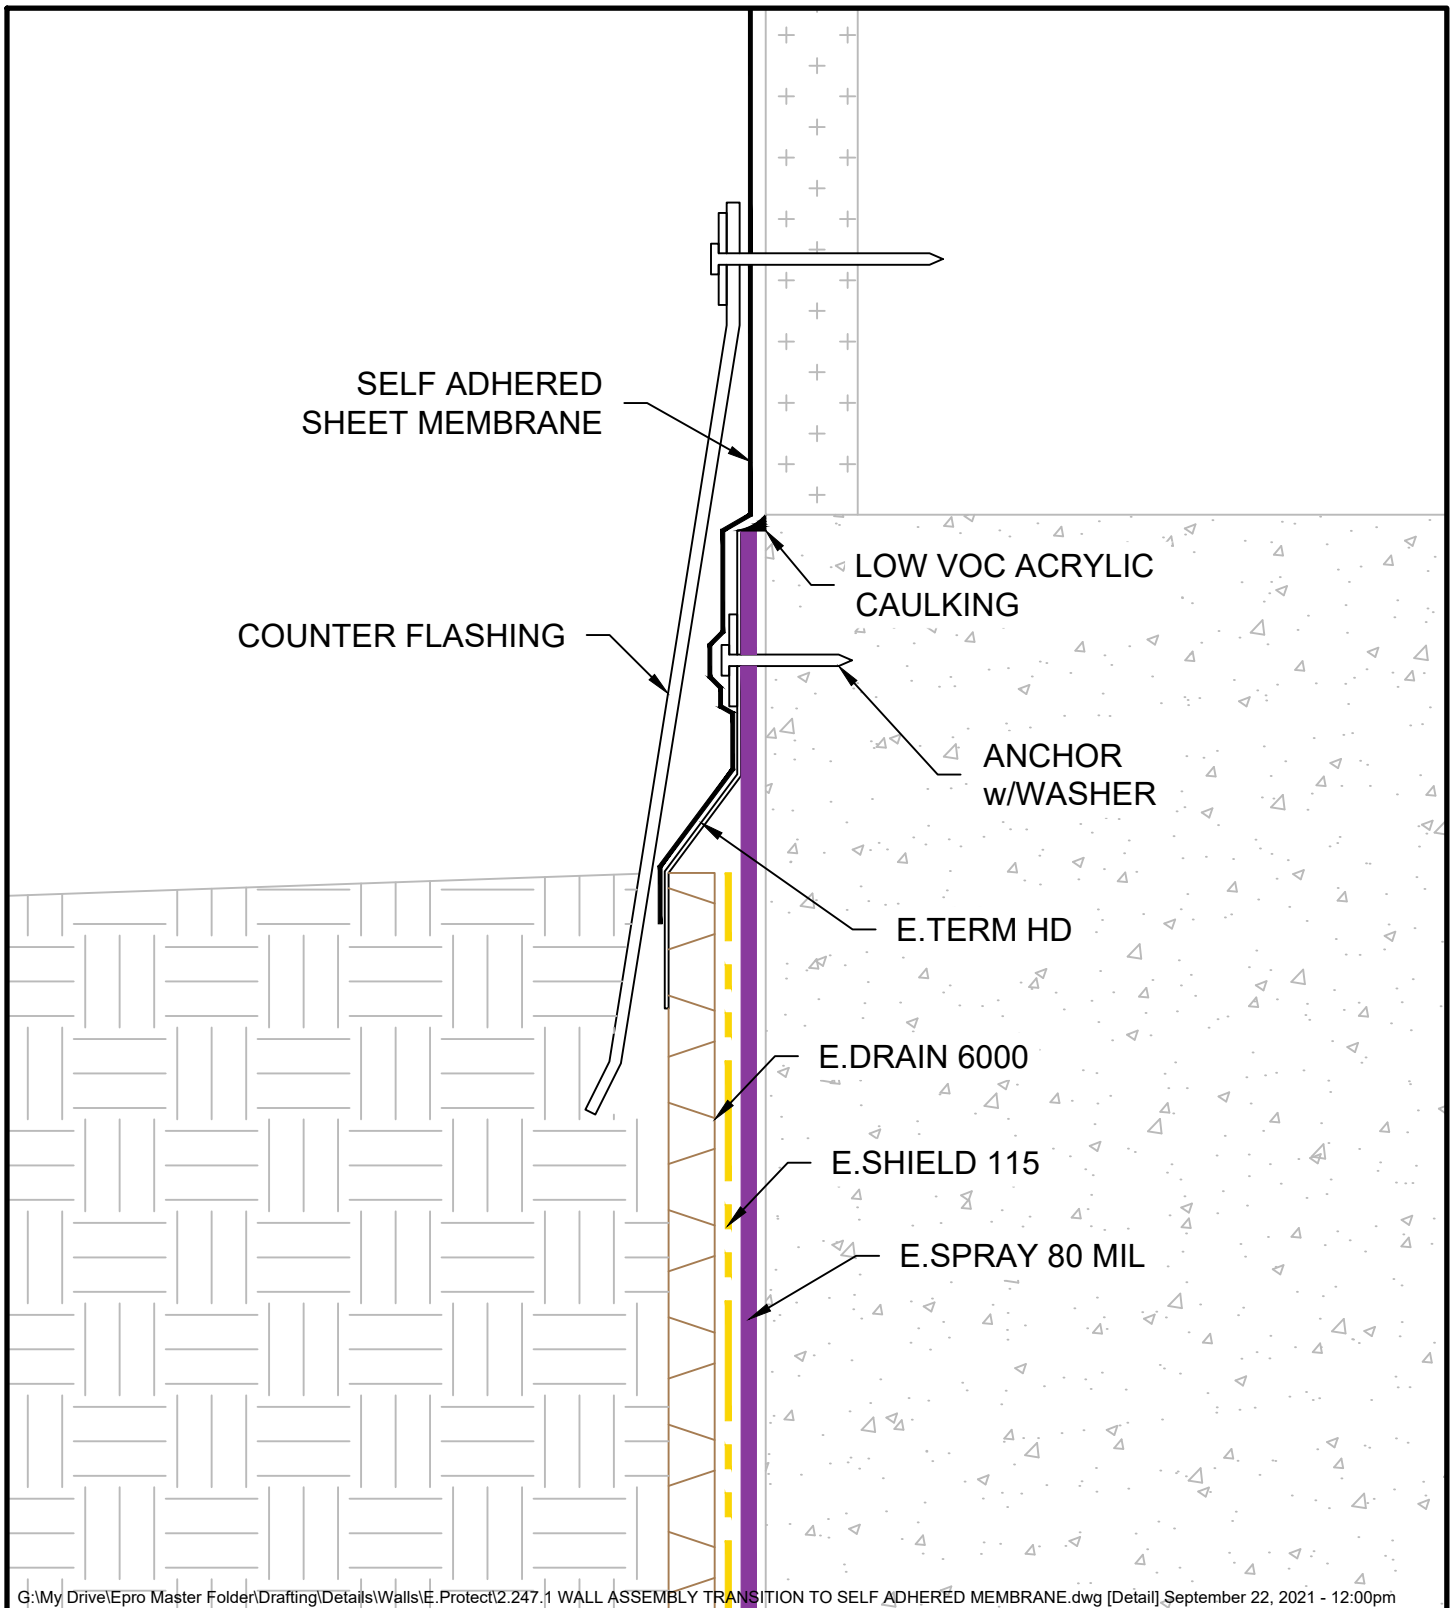 SELF ADHERED
SHEET MEMBRANE
LOW VOC ACRYLIC
CAULKING
COUNTER FLASHING
ANCHOR
w/WASHER
E.TERM HD
E.DRAIN 6000
E.SHIELD 115
E.SPRAY 80 MIL
G:\My Drive\Epro Master Folder\Drafting\Details\Walls\E.Protect\2.247.1 WALL ASSEMBLY TRANSITION TO SELF ADHERED MEMBRANE.dwg [Detail] September 22, 2021 - 12:00pm